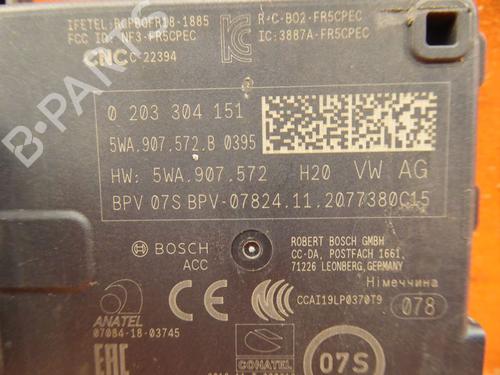 IFETEL: RCPBOFR18-1885
FCC ID: NF3-FR5CPEC
CNC C-22394
R-C-BO2-FR5CPEC
IC: 3887A-FR5CPEC
0 203 304 151
5WA.907.572.B 0395
HW: 5WA.907.572 H20 VW AG
BPV 07S BPV-07824.11.2077380C15
BOSCH
ACC
ROBERT BOSCH GMBH
CC-DA, POSTFACH 1661,
71226 LEONBERG, GERMANY
Німеччина
CCAI19LP0370T9
078
ANATEL
07084-18-03745
CE
CCC
EAC
CONATEL
07S
B-PARTS